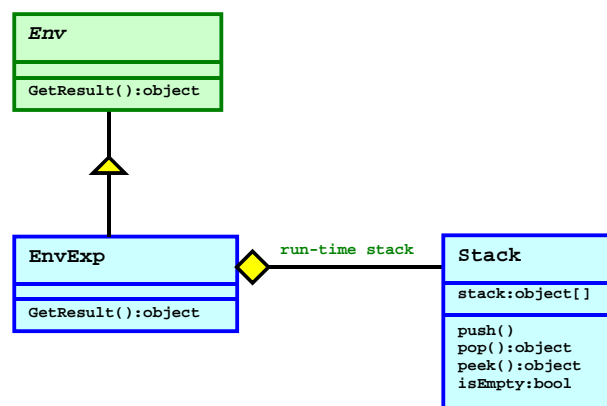 Env
GetResult():object
EnvExp
GetResult():object
run-time stack
Stack
stack:object[]
push()
pop():object
peek():object
isEmpty:bool